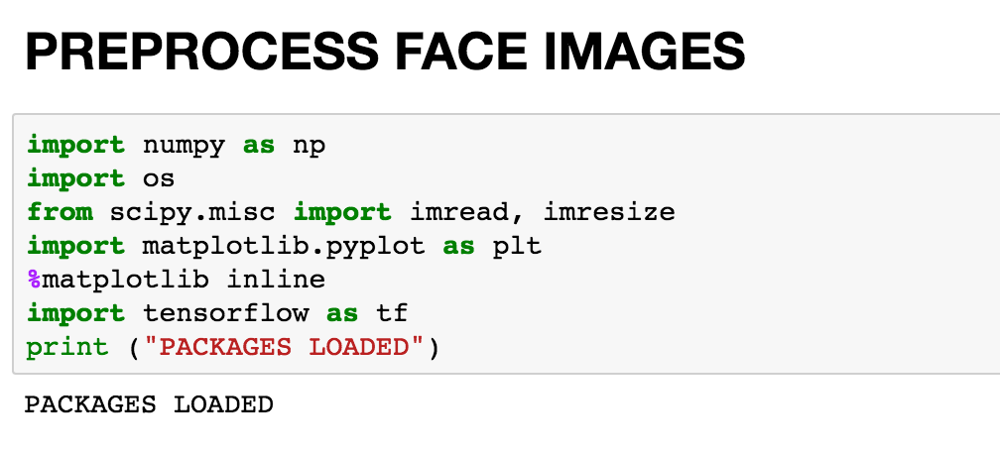 PREPROCESS FACE IMAGES
import numpy as np
import os
from scipy.misc import imread, imresize
import matplotlib.pyplot as plt
%matplotlib inline
import tensorflow as tf
print ("PACKAGES LOADED")
PACKAGES LOADED